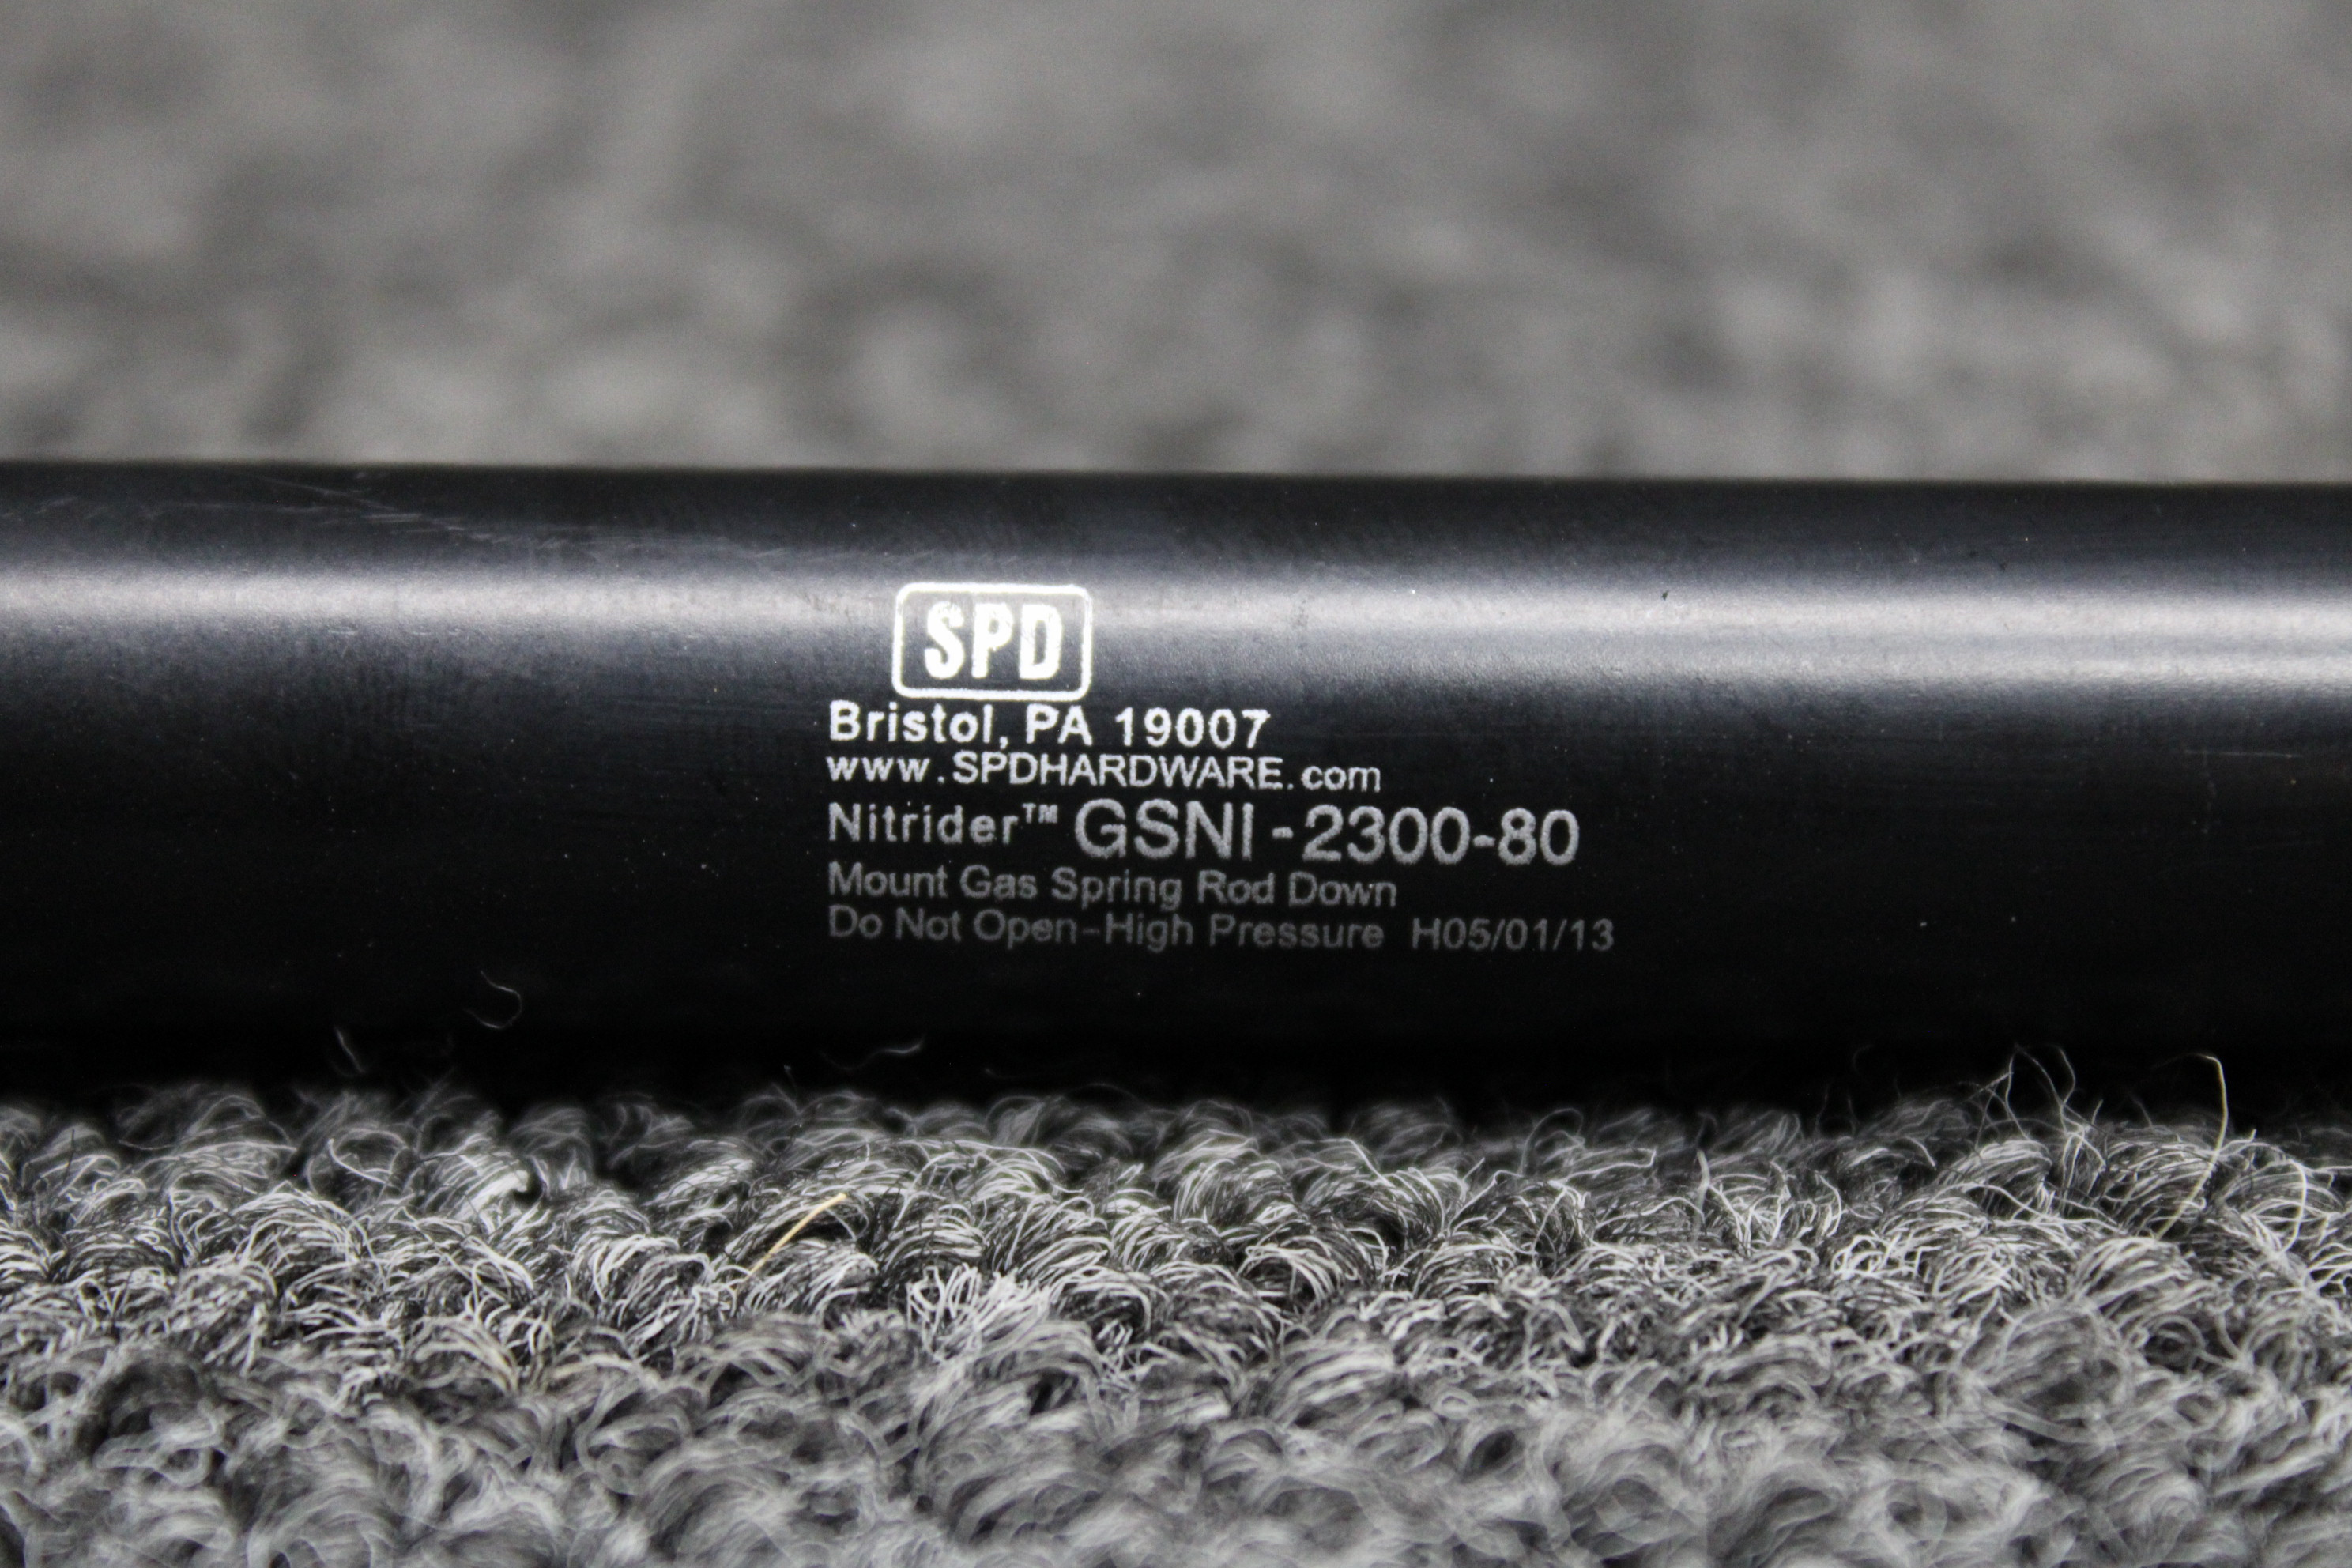 SPD
Bristol, PA 19007
www.SPDHARDWARE.com
Nitrider™ GSNI-2300-80
Mount Gas Spring Rod Down
Do Not Open-High Pressure H05/01/13